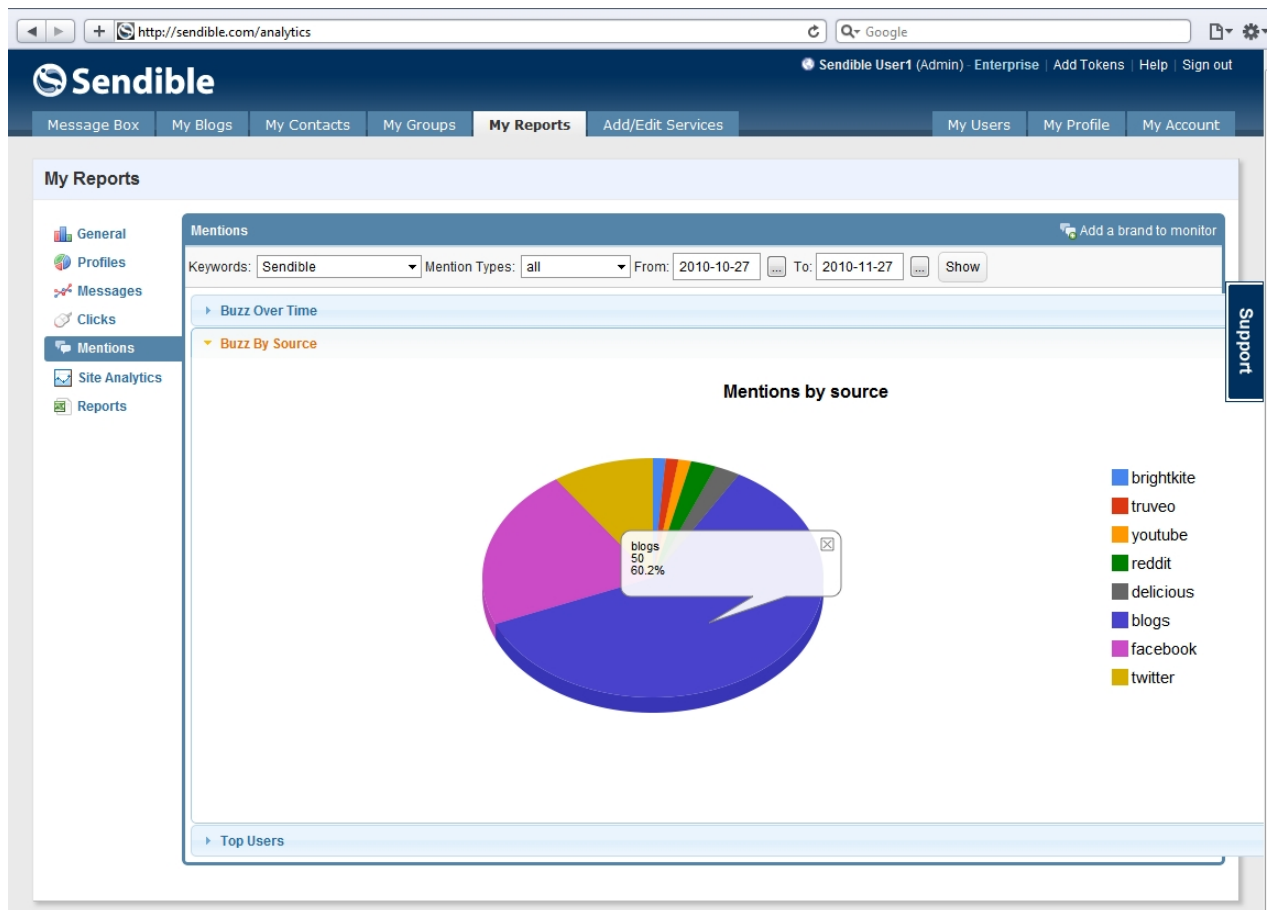 http://sendible.com/analytics
Google
Sendible User1 (Admin) - Enterprise | Add Tokens | Help | Sign out
Sendible
Message Box My Blogs My Contacts My Groups My Reports Add/Edit Services My Users My Profile My Account
My Reports
General
Profiles
Messages
Clicks
Mentions
Site Analytics
Reports
Mentions Add a brand to monitor
Keywords: Sendible Mention Types: all From: 2010-10-27 ... To: 2010-11-27 ... Show
Buzz Over Time
Buzz By Source
Support
Mentions by source
blogs
50
60.2%
brightkite
truveo
youtube
reddit
delicious
blogs
facebook
twitter
Top Users